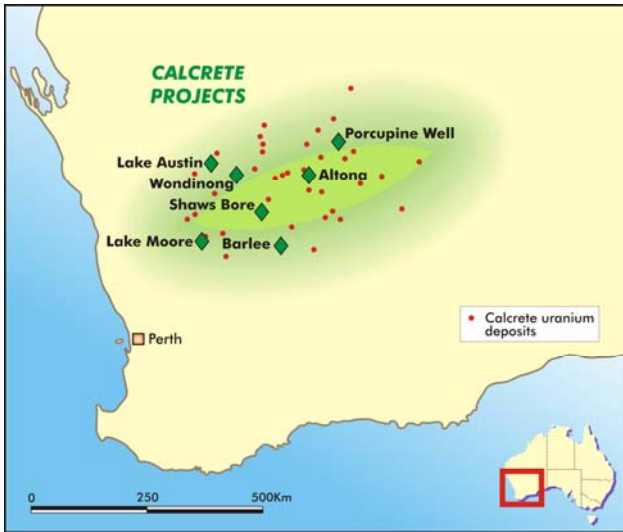 CALCRETE
PROJECTS
Porcupine Well
Lake Austin
Wondinong
Altona
Shaws Bore
Lake Moore
Barlee
Calcrete uranium
deposits
Perth
0 250 500Km